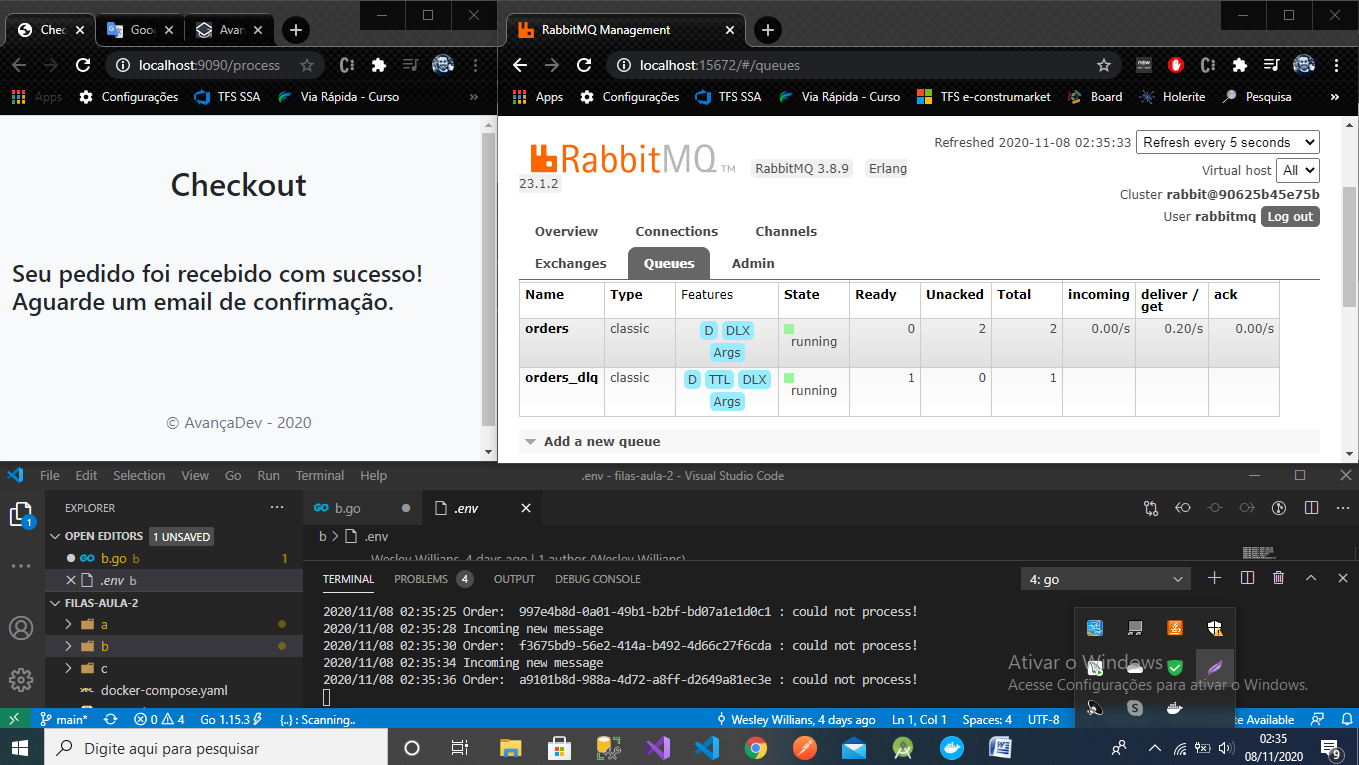 Chec
Goog
Avan
localhost:9090/process
Apps
Configurações
TFS SSA
Via Rápida - Curso
»
Checkout
Seu pedido foi recebido com sucesso!
Aguarde um email de confirmação.
© AvançaDev - 2020
RabbitMQ Management
localhost:15672/#/queues
new
Apps
Configurações
TFS SSA
Via Rápida - Curso
TFS e-construmarket
Board
Holerite
Pesquisa
»
RabbitMQ TM
RabbitMQ 3.8.9
Erlang
23.1.2
Refreshed 2020-11-08 02:35:33
Refresh every 5 seconds
Virtual host
All
Cluster rabbit@90625b45e75b
User rabbitmq
Log out
Overview
Connections
Channels
Exchanges
Queues
Admin
Name Type Features State Ready Unacked Total incoming deliver / get ack
orders classic D DLX Args running 0 2 2 0.00/s 0.20/s 0.00/s
orders_dlq classic D TTL DLX Args running 1 0 1
Add a new queue
File Edit Selection View Go Run Terminal Help
.env - filas-aula-2 - Visual Studio Code
EXPLORER
OPEN EDITORS
1 UNSAVED
b.go b
1
.env b
FILAS-AULA-2
a
b
c
docker-compose.yaml
b.go
.env
b > .env
Wesley Willians, 4 days ago | 1 author (Wesley Willians)
TERMINAL PROBLEMS 4 OUTPUT DEBUG CONSOLE
4: go
2020/11/08 02:35:25 Order:  997e4b8d-0a01-49b1-b2bf-bd07a1e1d0c1 : could not process!
2020/11/08 02:35:28 Incoming new message
2020/11/08 02:35:30 Order:  f3675bd9-56e2-414a-b492-4d66c27f6cda : could not process!
2020/11/08 02:35:34 Incoming new message
2020/11/08 02:35:36 Order:  a9101b8d-988a-4d72-a8ff-d2649a81ec3e : could not process!
Ativar o Windows
Acesse Configurações para ativar o Windows.
main*
0 4
Go 1.15.3
{..} : Scanning..
Wesley Willians, 4 days ago
Ln 1, Col 1
Spaces: 4
UTF-8
te Available
Digite aqui para pesquisar
02:35
08/11/2020
9